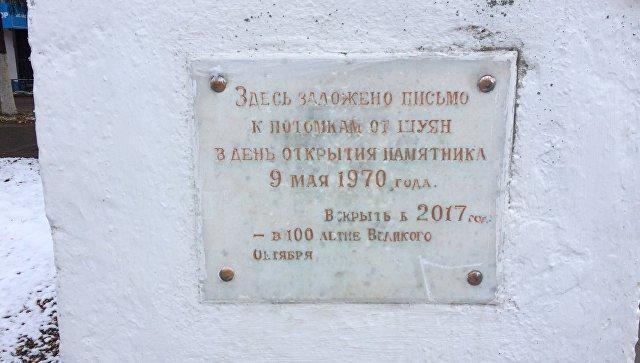 Здесь заложено письмо
к потомкам от шуян
в день открытия памятника
9 мая 1970 года.
Вскрыть в 2017 году
– в 100 летие Великого
Октября